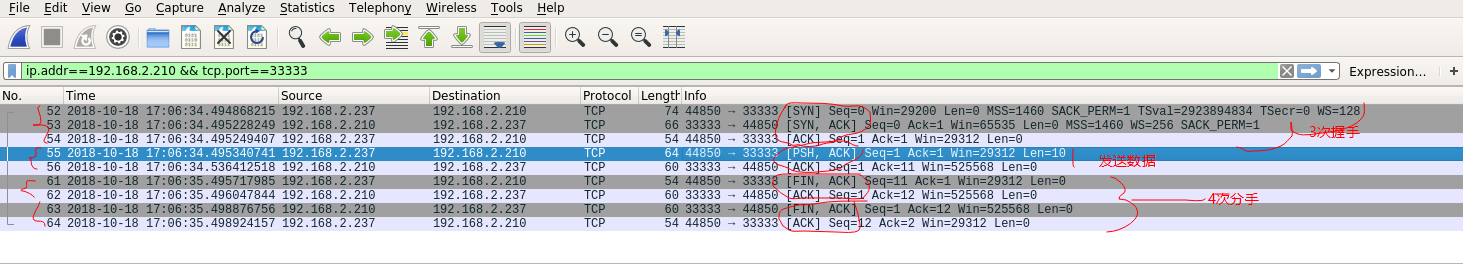 File Edit View Go Capture Analyze Statistics Telephony Wireless Tools Help
ip.addr==192.168.2.210 && tcp.port==33333 Expression... +
No. Time Source Destination Protocol Length Info
52 2018-10-18 17:06:34.494868215 192.168.2.237 192.168.2.210 TCP 74 44850 → 33333 [SYN] Seq=0 Win=29200 Len=0 MSS=1460 SACK_PERM=1 TSval=2923894834 TSecr=0 WS=128
53 2018-10-18 17:06:34.495228249 192.168.2.210 192.168.2.237 TCP 66 33333 → 44850 [SYN, ACK] Seq=0 Ack=1 Win=65535 Len=0 MSS=1460 WS=256 SACK_PERM=1
3次握手
54 2018-10-18 17:06:34.495249407 192.168.2.237 192.168.2.210 TCP 54 44850 → 33333 [ACK] Seq=1 Ack=1 Win=29312 Len=0
55 2018-10-18 17:06:34.495340741 192.168.2.237 192.168.2.210 TCP 64 44850 → 33333 [PSH, ACK] Seq=1 Ack=1 Win=29312 Len=10
发送数据
56 2018-10-18 17:06:34.536412518 192.168.2.210 192.168.2.237 TCP 60 33333 → 44850 [ACK] Seq=1 Ack=11 Win=525568 Len=0
61 2018-10-18 17:06:35.495717985 192.168.2.237 192.168.2.210 TCP 54 44850 → 33333 [FIN, ACK] Seq=11 Ack=1 Win=29312 Len=0
62 2018-10-18 17:06:35.496047844 192.168.2.210 192.168.2.237 TCP 60 33333 → 44850 [ACK] Seq=1 Ack=12 Win=525568 Len=0
4次分手
63 2018-10-18 17:06:35.498876756 192.168.2.210 192.168.2.237 TCP 60 33333 → 44850 [FIN, ACK] Seq=1 Ack=12 Win=525568 Len=0
64 2018-10-18 17:06:35.498924157 192.168.2.237 192.168.2.210 TCP 54 44850 → 33333 [ACK] Seq=12 Ack=2 Win=29312 Len=0